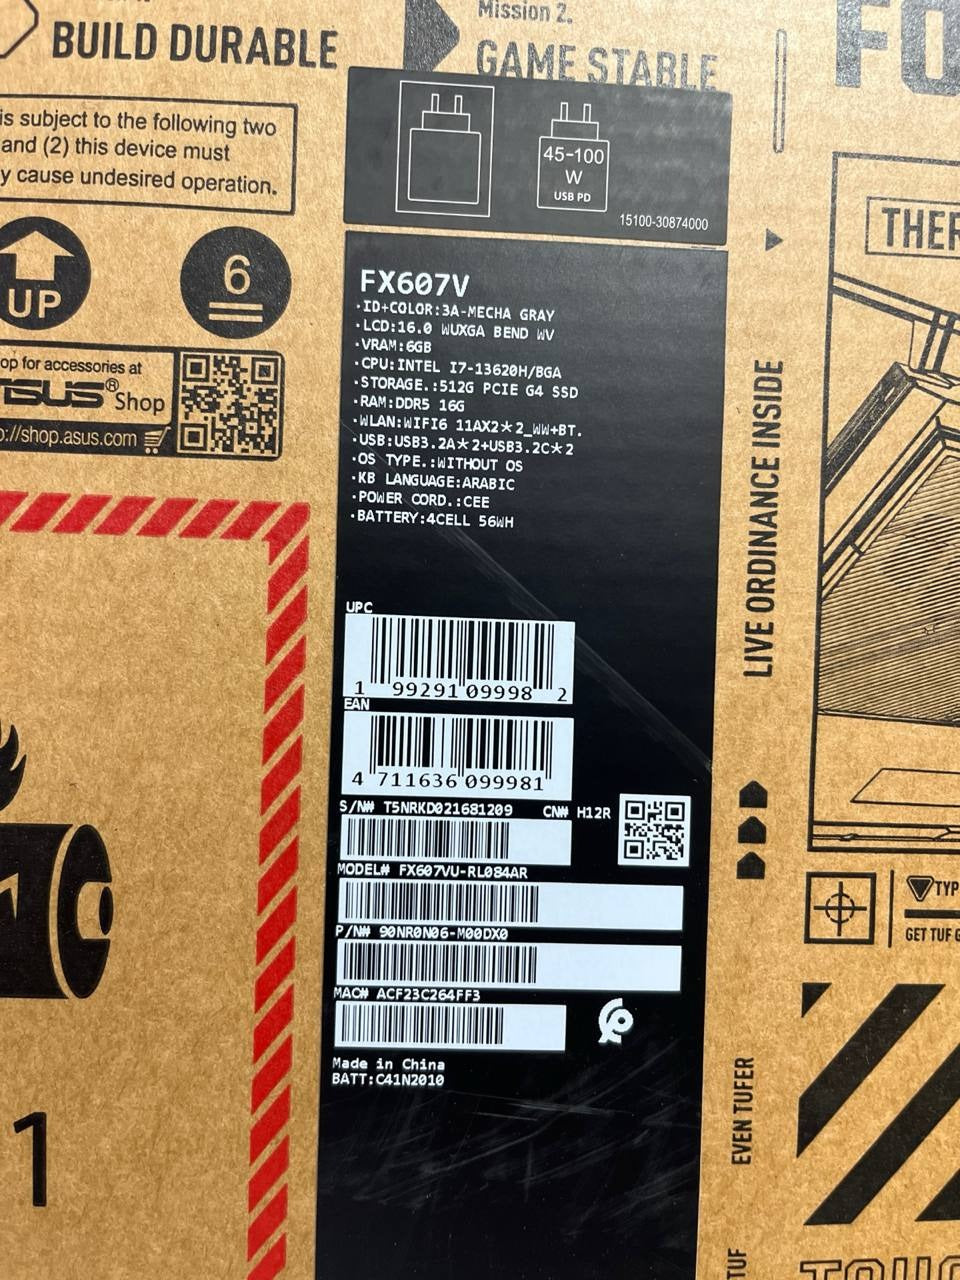 BUILD DURABLE
Mission 2.
GAME STABLE
is subject to the following two
and (2) this device must
y cause undesired operation.
UP
6
op for accessories at
ASUS® Shop
://shop.asus.com
45-100
W
USB PD
15100-30874000
FX607V
·ID+COLOR:3A-MECHA GRAY
·LCD:16.0 WUXGA BEND WV
·VRAM:6GB
·CPU:INTEL I7-13620H/BGA
·STORAGE.:512G PCIE G4 SSD
·RAM:DDR5 16G
·WLAN:WIFI6 11AX2*2_WW+BT.
·USB:USB3.2A*2+USB3.2C*2
·OS TYPE.:WITHOUT OS
·KB LANGUAGE:ARABIC
·POWER CORD.:CEE
·BATTERY:4CELL 56WH
UPC
1 99291 09998 2
EAN
4 711636 099981
S/N# T5NRKD021681209 CN# H12R
MODEL# FX607VU-RL084AR
P/N# 90NR0N06-M00DX0
MAC# ACF23C264FF3
Made in China
BATT:C41N2010
1
FO
THER
LIVE ORDINANCE INSIDE
TYP
GET TUF G
EVEN TUFER
TUF